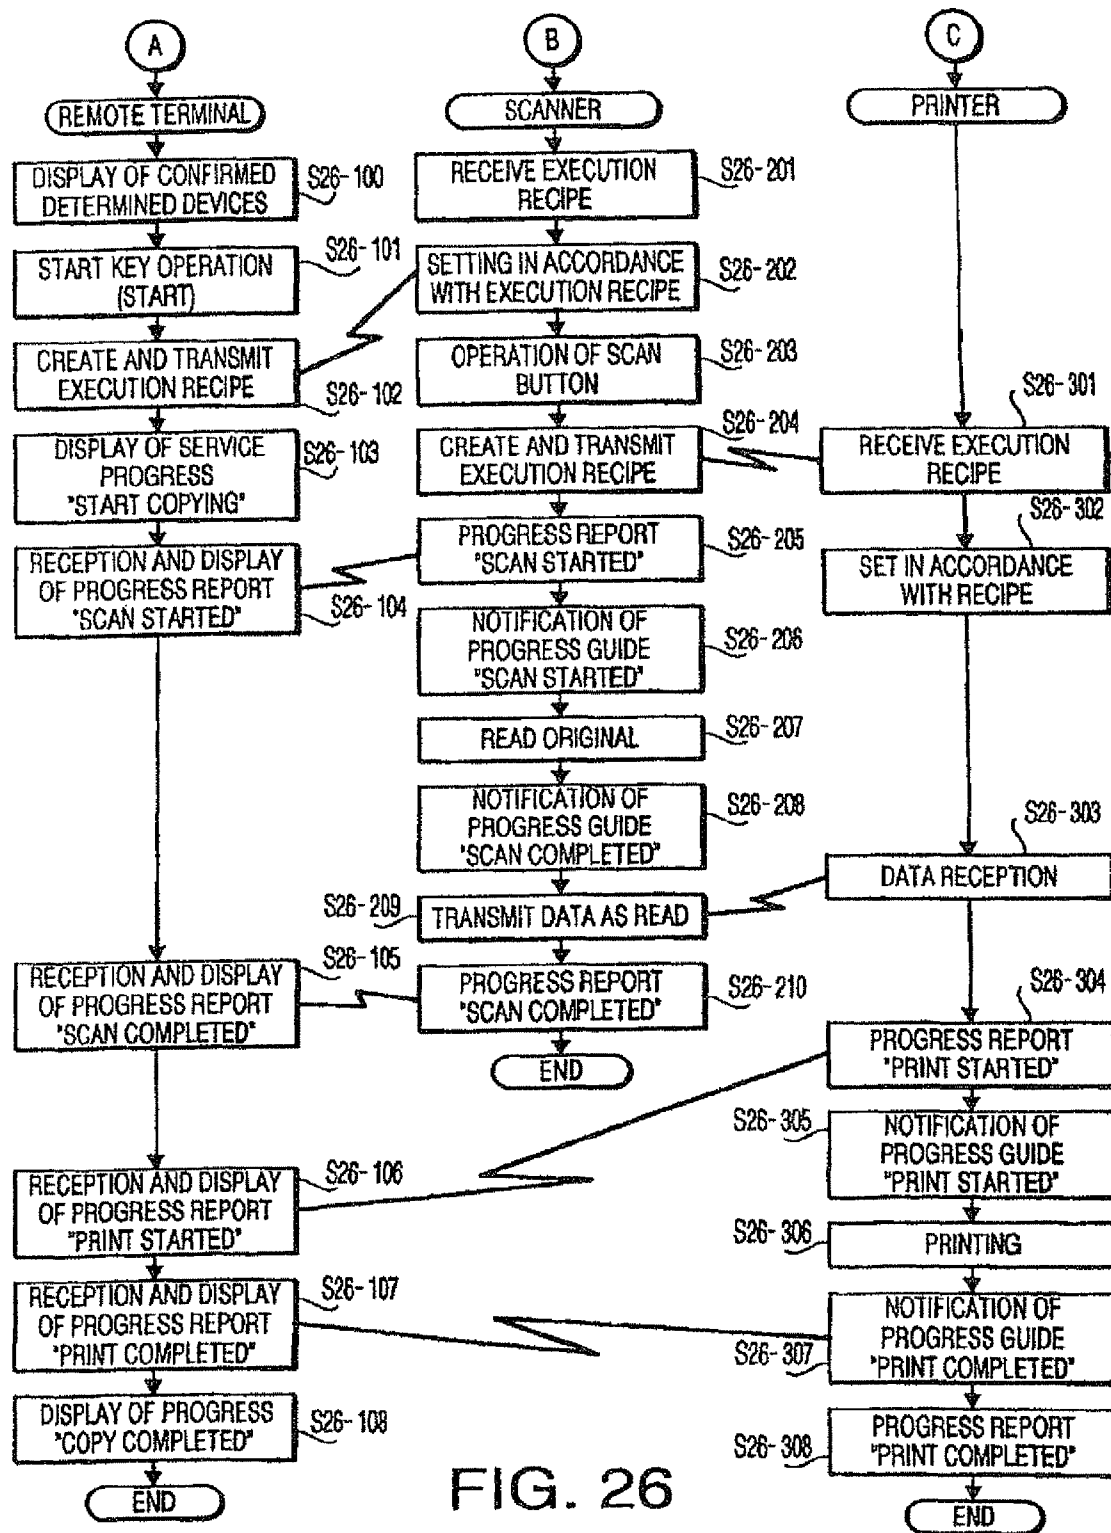 A
REMOTE TERMINAL
DISPLAY OF CONFIRMED
DETERMINED DEVICES
S26-100
START KEY OPERATION
(START)
S26-101
CREATE AND TRANSMIT
EXECUTION RECIPE
S26-102
DISPLAY OF SERVICE
PROGRESS
"START COPYING"
S26-103
RECEPTION AND DISPLAY
OF PROGRESS REPORT
"SCAN STARTED"
S26-104
RECEPTION AND DISPLAY
OF PROGRESS REPORT
"SCAN COMPLETED"
S26-105
RECEPTION AND DISPLAY
OF PROGRESS REPORT
"PRINT STARTED"
S26-106
RECEPTION AND DISPLAY
OF PROGRESS REPORT
"PRINT COMPLETED"
S26-107
DISPLAY OF PROGRESS
"COPY COMPLETED"
S26-108
END
B
SCANNER
RECEIVE EXECUTION
RECIPE
S26-201
SETTING IN ACCORDANCE
WITH EXECUTION RECIPE
S26-202
OPERATION OF SCAN
BUTTON
S26-203
CREATE AND TRANSMIT
EXECUTION RECIPE
S26-204
PROGRESS REPORT
"SCAN STARTED"
S26-205
NOTIFICATION OF
PROGRESS GUIDE
"SCAN STARTED"
S26-206
READ ORIGINAL
S26-207
NOTIFICATION OF
PROGRESS GUIDE
"SCAN COMPLETED"
S26-208
S26-209
TRANSMIT DATA AS READ
PROGRESS REPORT
"SCAN COMPLETED"
S26-210
END
C
PRINTER
S26-301
RECEIVE EXECUTION
RECIPE
S26-302
SET IN ACCORDANCE
WITH RECIPE
S26-303
DATA RECEPTION
S26-304
PROGRESS REPORT
"PRINT STARTED"
S26-305
NOTIFICATION OF
PROGRESS GUIDE
"PRINT STARTED"
S26-306
PRINTING
NOTIFICATION OF
PROGRESS GUIDE
"PRINT COMPLETED"
S26-307
PROGRESS REPORT
"PRINT COMPLETED"
S26-308
END
FIG. 26